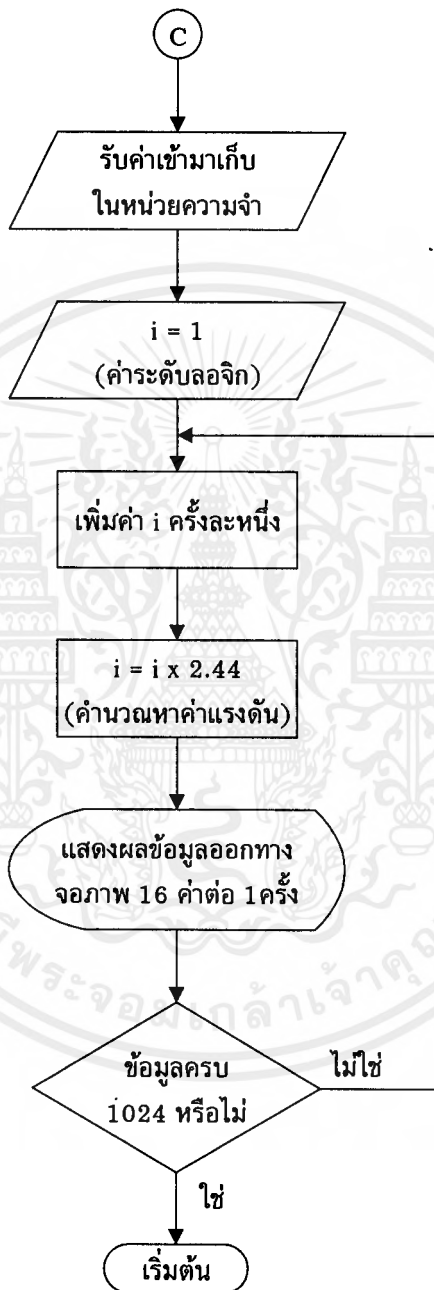 C
รับค่าเข้ามาเก็บ
ในหน่วยความจำ
i = 1
(ค่าระดับลอจิก)
เพิ่มค่า i ครั้งละหนึ่ง
i = i x 2.44
(คำนวณหาค่าแรงดัน)
แสดงผลข้อมูลออกทาง
จอภาพ 16 ค่าต่อ 1ครั้ง
ข้อมูลครบ
1024 หรือไม่
ไม่ใช่
ใช่
เริ่มต้น